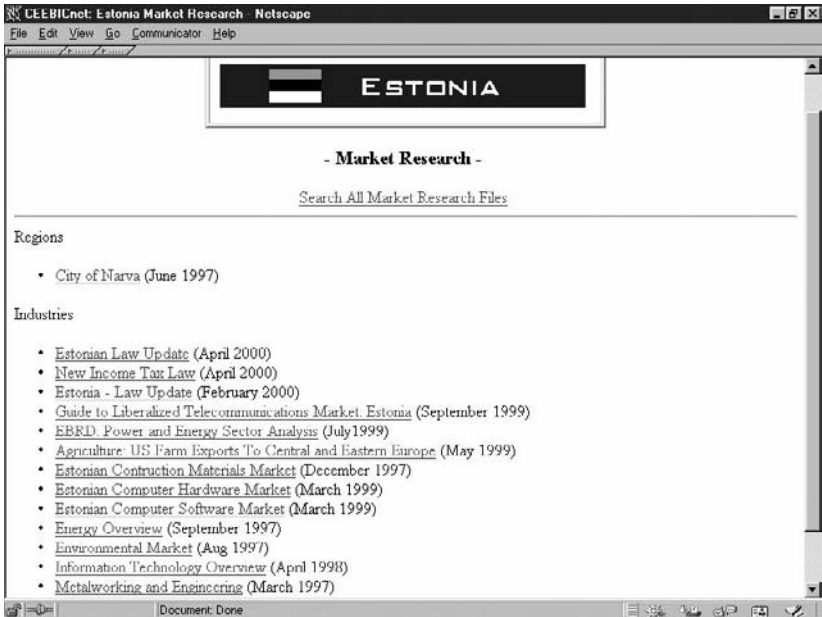 CEEBICnet: Estonia Market Research - Netscape
File Edit View Go Communicator Help
ESTONIA
- Market Research -
Search All Market Research Files
Regions
• City of Narva (June 1997)
Industries
• Estonian Law Update (April 2000)
• New Income Tax Law (April 2000)
• Estonia - Law Update (February 2000)
• Guide to Liberalized Telecommunications Market: Estonia (September 1999)
• EBRD: Power and Energy Sector Analysis (July1999)
• Agriculture: US Farm Exports To Central and Eastern Europe (May 1999)
• Estonian Contruction Materials Market (December 1997)
• Estonian Computer Hardware Market (March 1999)
• Estonian Computer Software Market (March 1999)
• Energy Overview (September 1997)
• Environmental Market (Aug 1997)
• Information Technology Overview (April 1998)
• Metalworking and Engineering (March 1997)
Document: Done